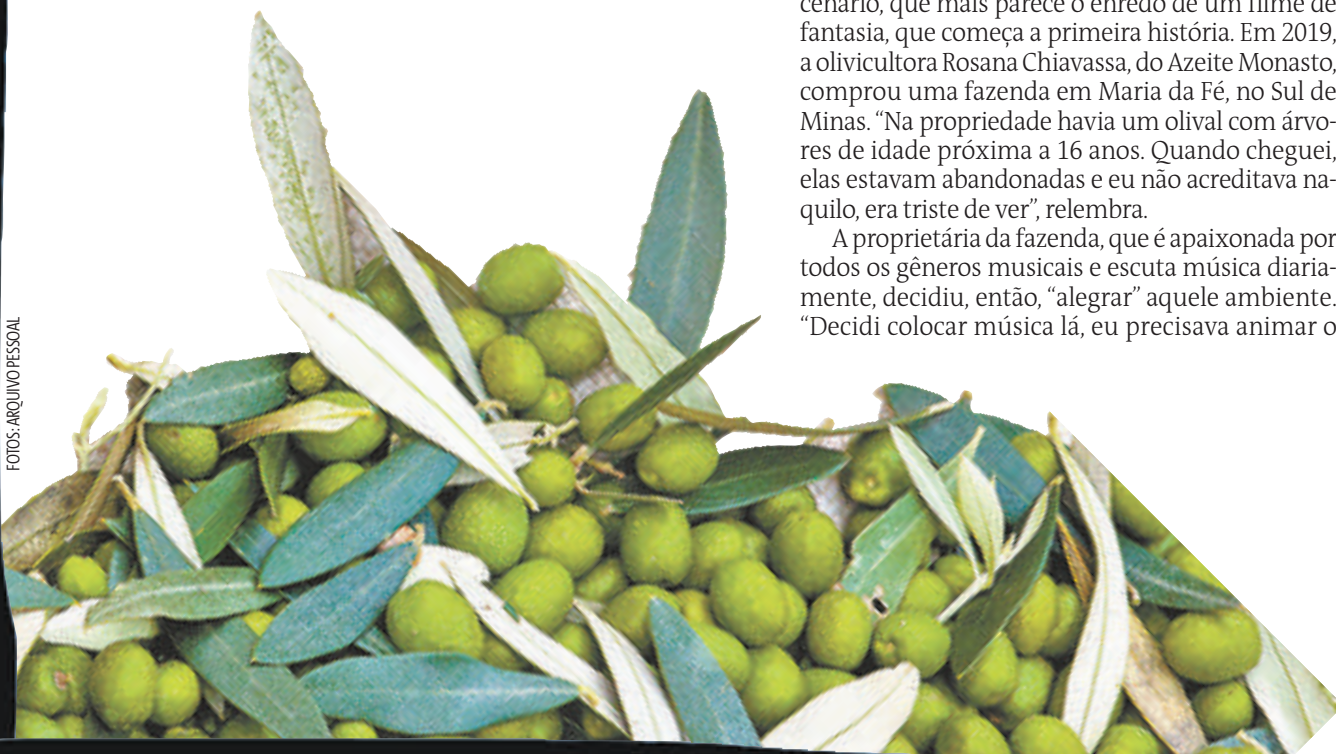 cenário, que mais parece o enredo de um filme de
fantasia, que começa a primeira história. Em 2019,
a olivicultora Rosana Chiavassa, do Azeite Monasto,
comprou uma fazenda em Maria da Fé, no Sul de
Minas. “Na propriedade havia um olival com árvo-
res de idade próxima a 16 anos. Quando cheguei,
elas estavam abandonadas e eu não acreditava na-
quilo, era triste de ver”, relembra.
A proprietária da fazenda, que é apaixonada por
todos os gêneros musicais e escuta música diaria-
mente, decidiu, então, “alegrar” aquele ambiente.
“Decidi colocar música lá, eu precisava animar o
FOTOS: ARQUIVO PESSOAL